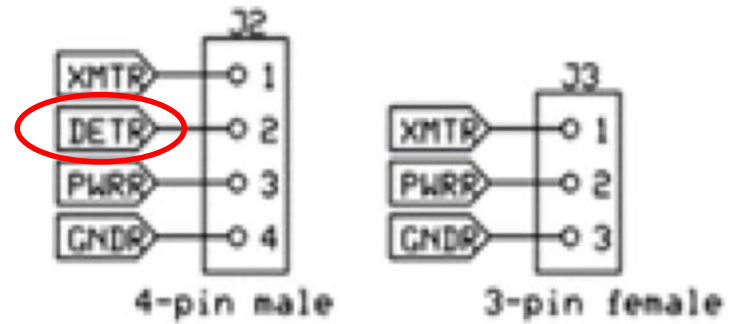 J2
XMTR 1
DETR 2
PWRR 3
GNDR 4
4-pin male
J3
XMTR 1
PWRR 2
GNDR 3
3-pin female